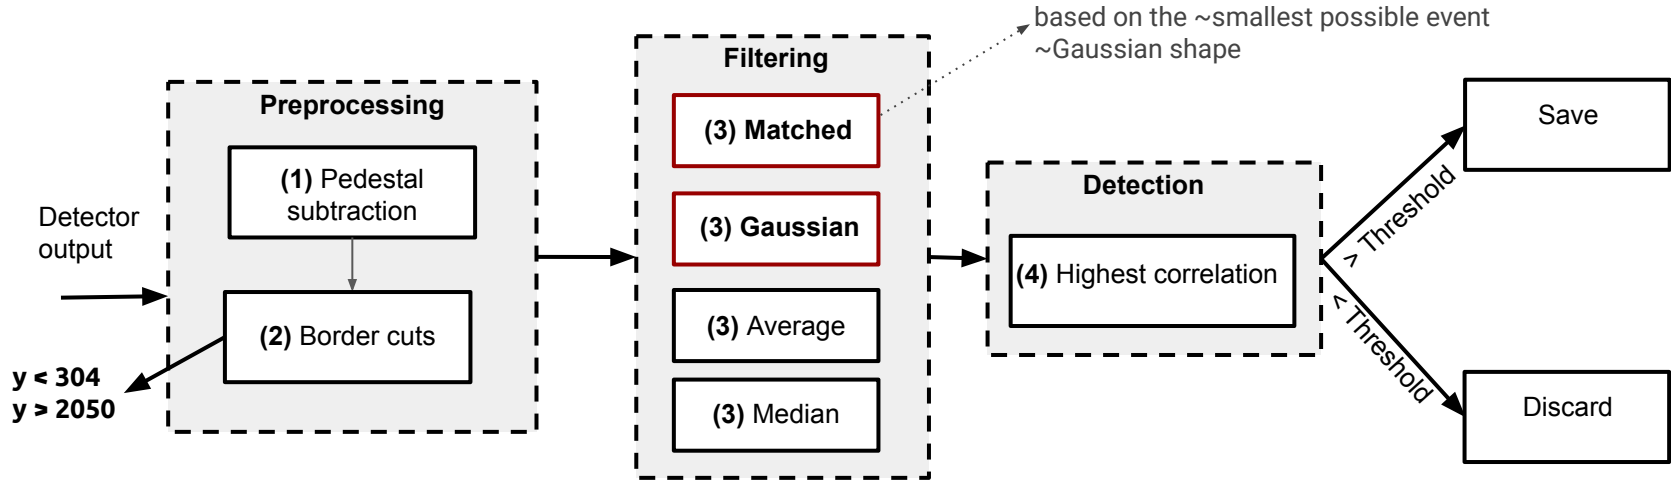 based on the ~smallest possible event
~Gaussian shape
Filtering
Preprocessing
(3) Matched
Save
(1) Pedestal
subtraction
Detection
Detector
output
(3) Gaussian
> Threshold
(4) Highest correlation
(2) Border cuts
(3) Average
< Threshold
y < 304
y > 2050
(3) Median
Discard